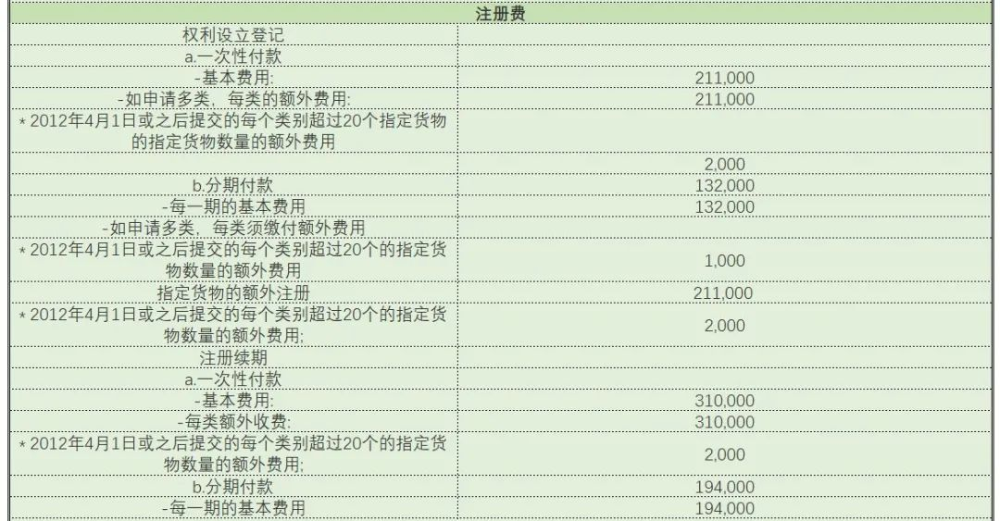 注册费
权利设立登记
a.一次性付款
-基本费用: 211,000
-如申请多类，每类的额外费用: 211,000
* 2012年4月1日或之后提交的每个类别超过20个指定货物
的指定货物数量的额外费用
2,000
b.分期付款 132,000
-每一期的基本费用 132,000
-如申请多类，每类须缴付额外费用
* 2012年4月1日或之后提交的每个类别超过20个的指定货
物数量的额外费用 1,000
指定货物的额外注册 211,000
* 2012年4月1日或之后提交的每个类别超过20个的指定货
物数量的额外费用; 2,000
注册续期
a.一次性付款
-基本费用: 310,000
-每类额外收费: 310,000
* 2012年4月1日或之后提交的每个类别超过20个的指定货
物数量的额外费用; 2,000
b.分期付款 194,000
-每一期的基本费用 194,000